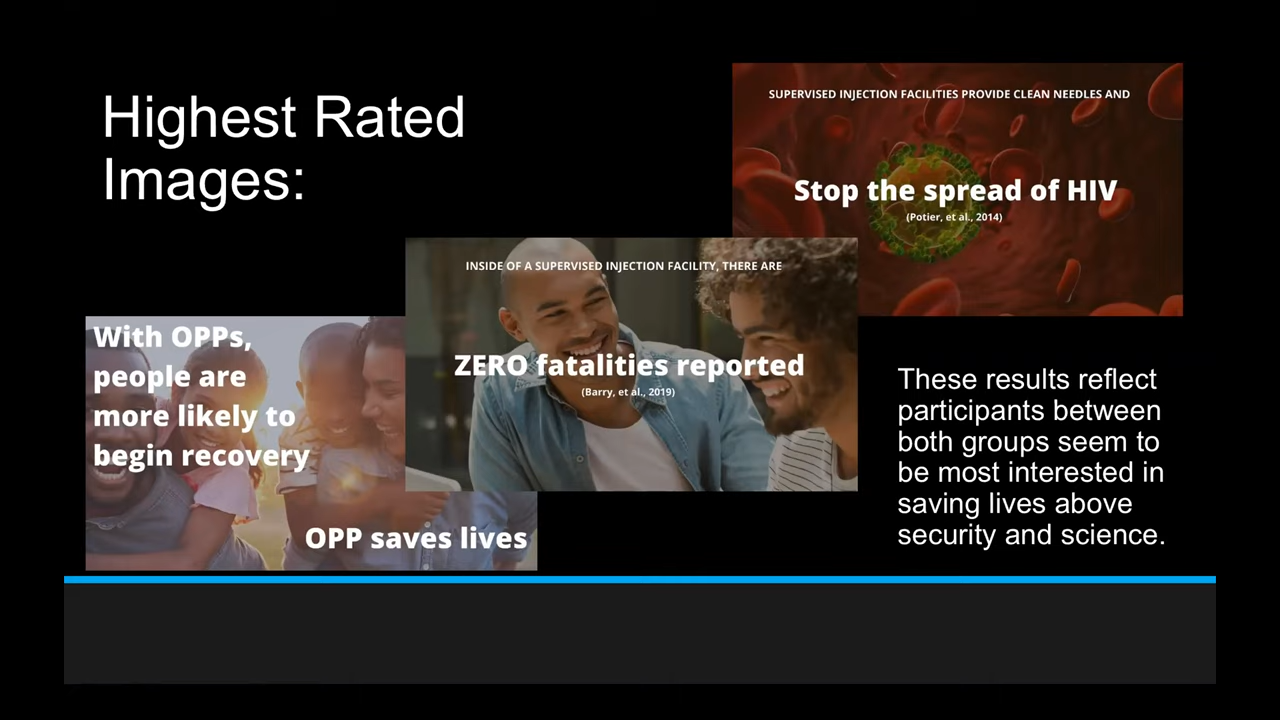 Highest Rated
Images:
SUPERVISED INJECTION FACILITIES PROVIDE CLEAN NEEDLES AND
Stop the spread of HIV
(Potier, et al., 2014)
INSIDE OF A SUPERVISED INJECTION FACILITY, THERE ARE
ZERO fatalities reported
(Barry, et al., 2019)
With OPPs,
people are
more likely to
begin recovery
OPP saves lives
These results reflect
participants between
both groups seem to
be most interested in
saving lives above
security and science.